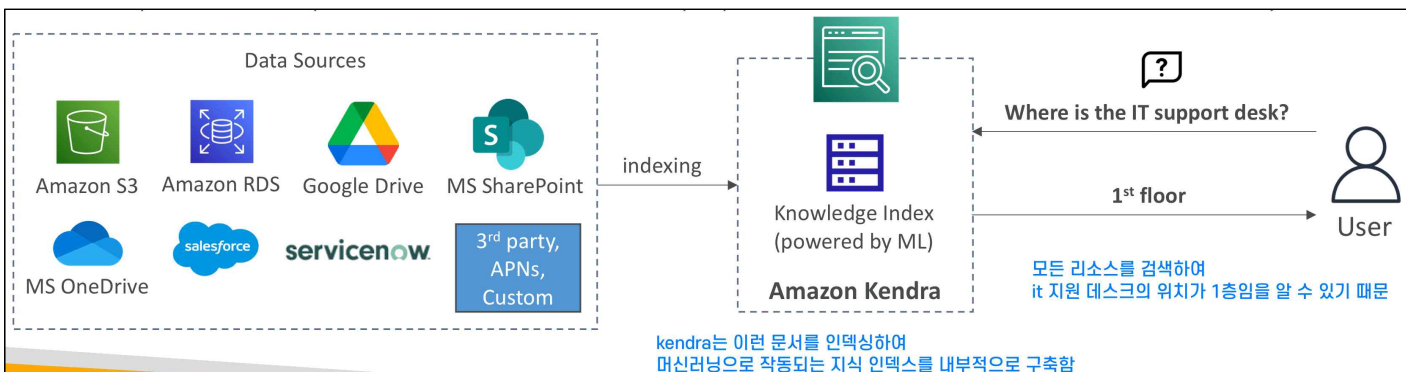 Data Sources
Amazon S3
Amazon RDS
Google Drive
S
MS SharePoint
MS OneDrive
salesforce
servicenow
3rd party,
APNs,
Custom
indexing
Knowledge Index
(powered by ML)
Amazon Kendra
?
Where is the IT support desk?
1st floor
User
모든 리소스를 검색하여
it 지원 데스크의 위치가 1층임을 알 수 있기 때문
kendra는 이런 문서를 인덱싱하여
머신러닝으로 작동되는 지식 인덱스를 내부적으로 구축함